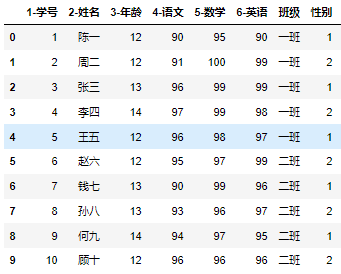 1-学号 2-姓名 3-年龄 4-语文 5-数学 6-英语 班级 性别
0 1 陈一 12 90 95 90 一班 1
1 2 周二 12 91 100 99 一班 2
2 3 张三 13 96 99 99 一班 1
3 4 李四 14 97 99 98 一班 2
4 5 王五 12 96 98 97 一班 1
5 6 赵六 12 95 97 99 二班 2
6 7 钱七 13 90 99 96 二班 1
7 8 孙八 13 93 96 97 二班 2
8 9 何九 14 94 97 95 二班 1
9 10 顾十 12 96 96 96 二班 2